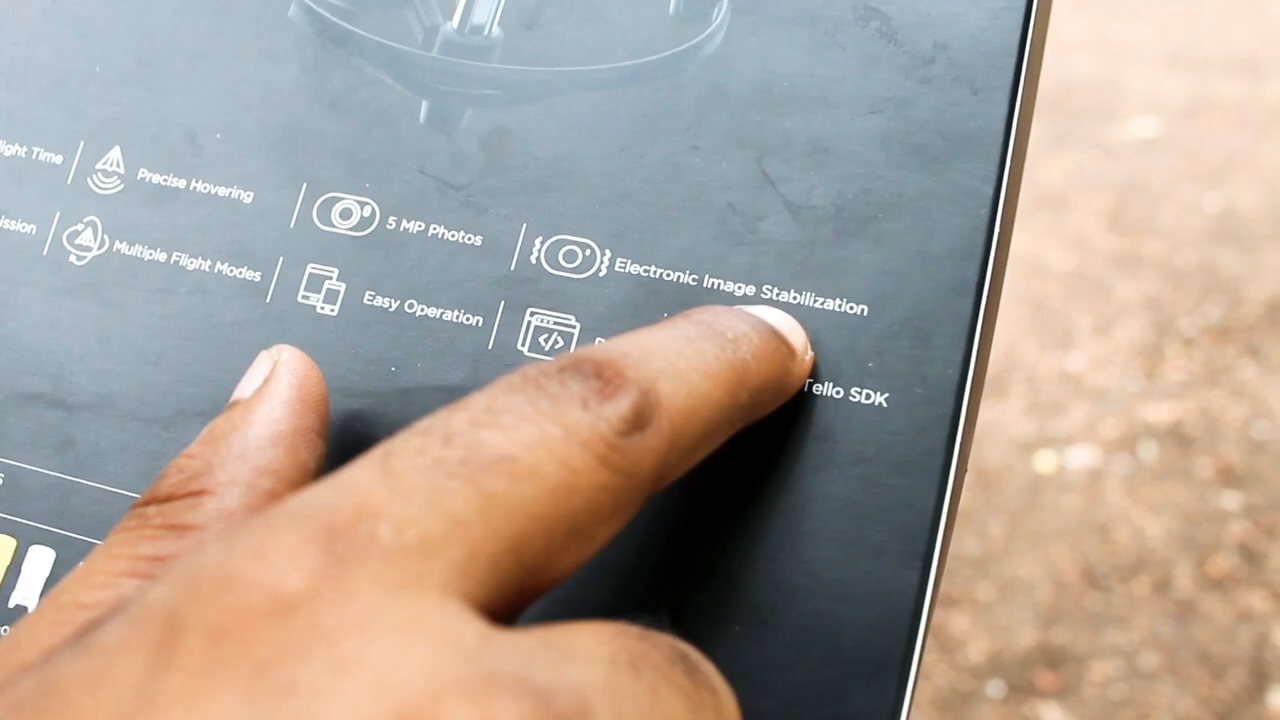 light Time
Precise Hovering
5 MP Photos
Electronic Image Stabilization
ission
Multiple Flight Modes
Easy Operation
</>
Tello SDK